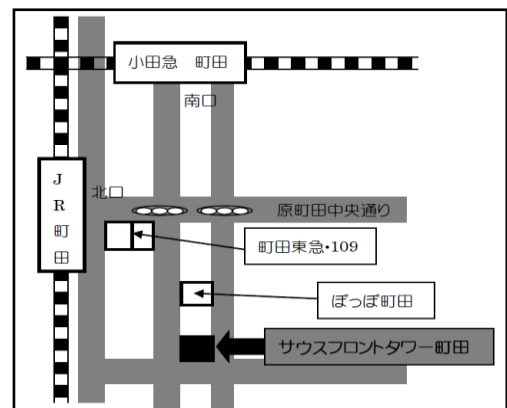 小田急　町田
南口
JR町田
北口
原町田中央通り
町田東急・109
ぽっぽ町田
サウスフロントタワー町田